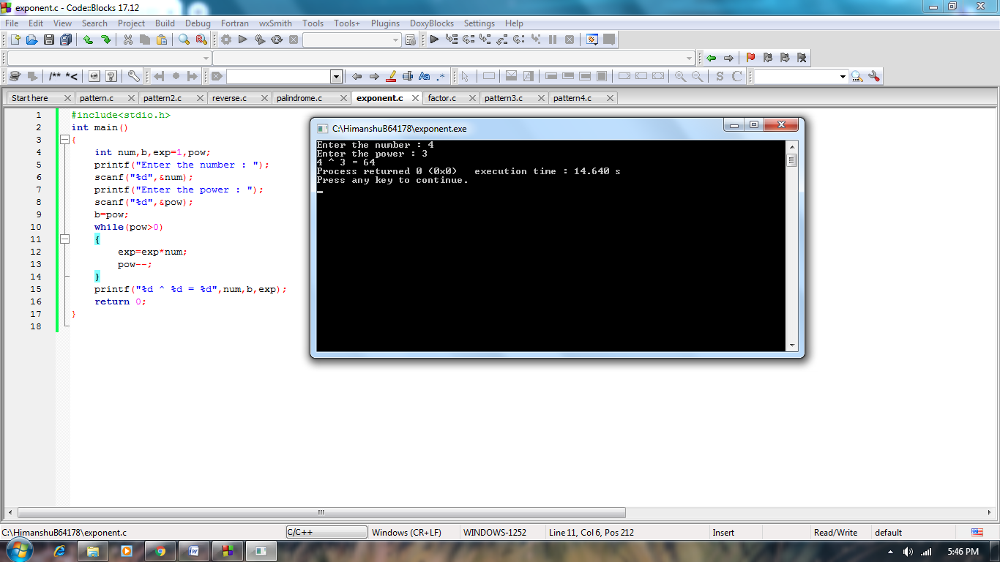 exponent.c - Code::Blocks 17.12
File Edit View Search Project Build Debug Fortran wxSmith Tools Tools+ Plugins DoxyBlocks Settings Help
/** *<
Aa .*
S C
Start here pattern.c pattern2.c reverse.c palindrome.c exponent.c factor.c pattern3.c pattern4.c
1 #include<stdio.h>
2 int main()
3 {
4 int num,b,exp=1,pow;
5 printf("Enter the number : ");
6 scanf("%d",&num);
7 printf("Enter the power : ");
8 scanf("%d",&pow);
9 b=pow;
10 while(pow>0)
11 {
12 exp=exp*num;
13 pow--;
14 }
15 printf("%d ^ %d = %d",num,b,exp);
16 return 0;
17 }
18
C:\HimanshuB64178\exponent.exe
Enter the number : 4
Enter the power : 3
4 ^ 3 = 64
Process returned 0 (0x0) execution time : 14.640 s
Press any key to continue.
C:\HimanshuB64178\exponent.c C/C++ Windows (CR+LF) WINDOWS-1252 Line 11, Col 6, Pos 212 Insert Read/Write default
5:46 PM